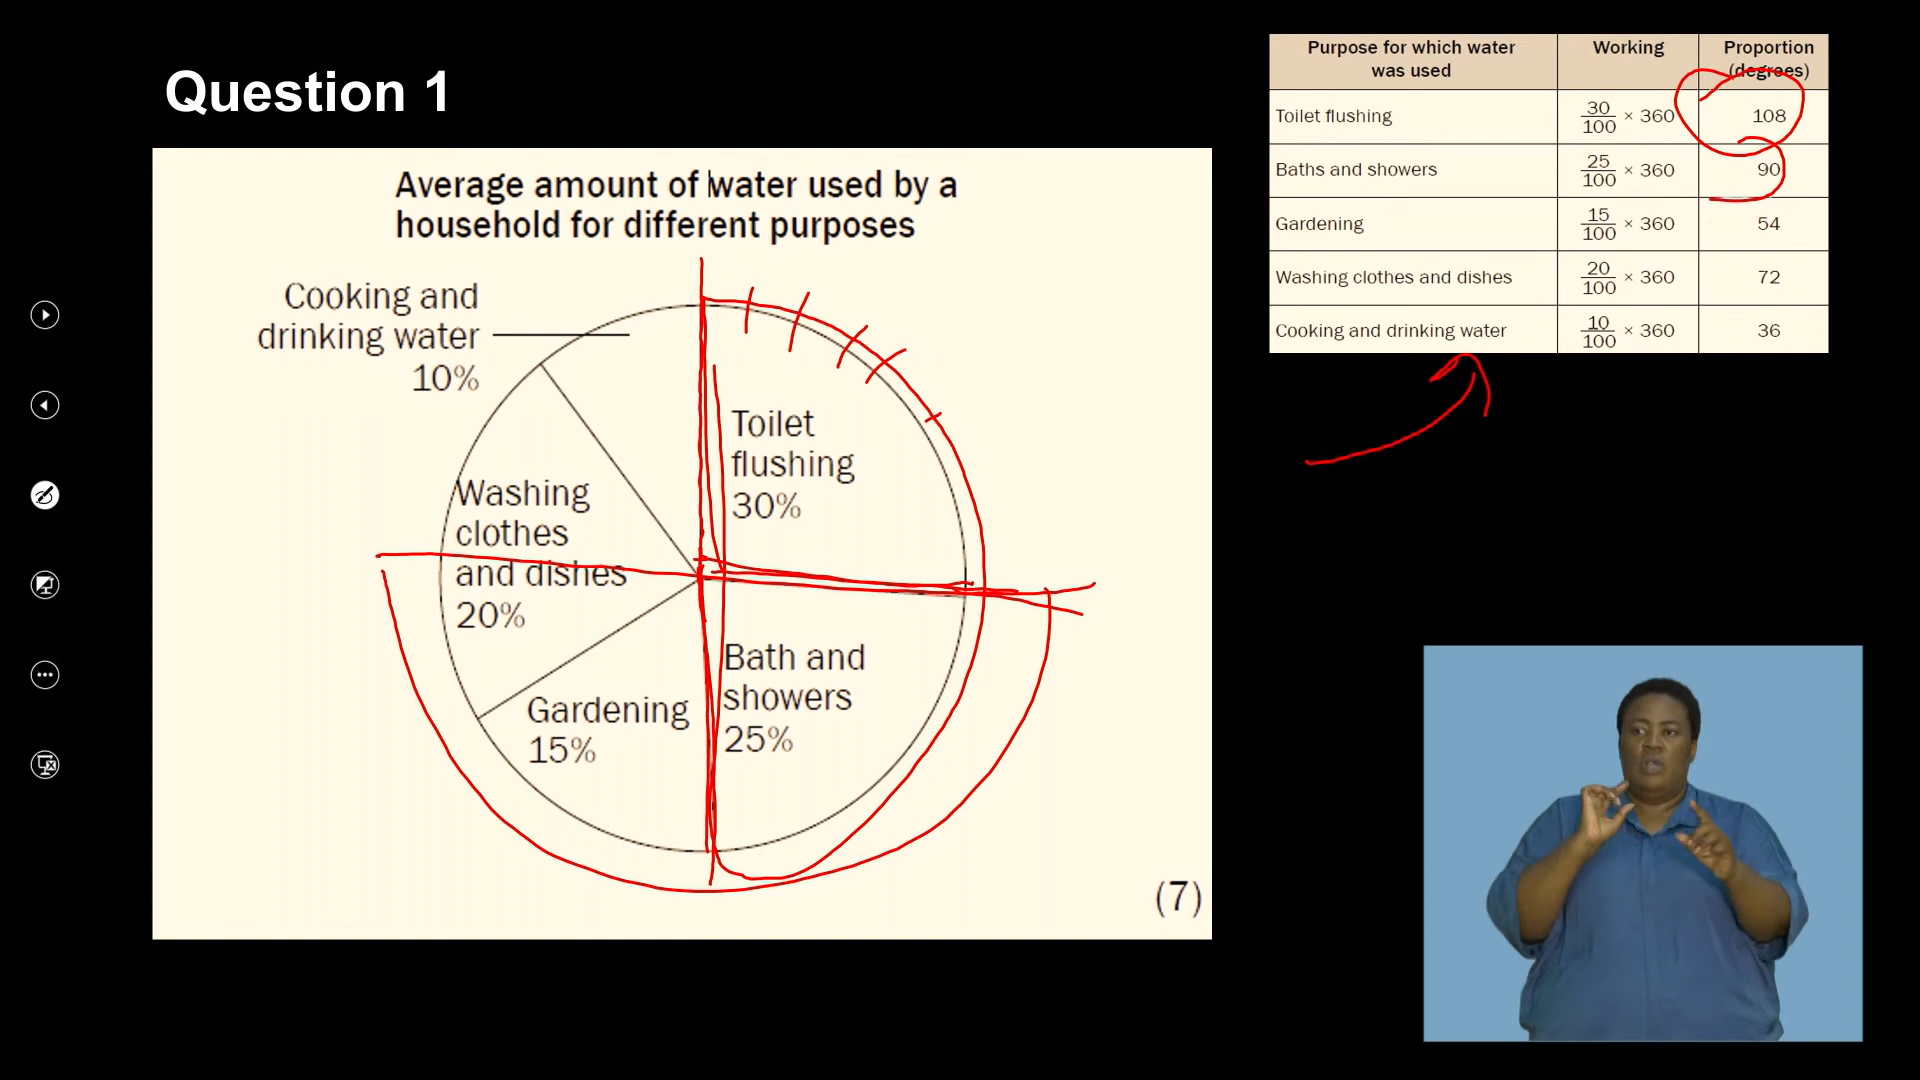 Question 1
Average amount of water used by a
household for different purposes
Cooking and
drinking water
10%
Toilet
flushing
30%
Washing
clothes
and dishes
20%
Bath and
showers
25%
Gardening
15%
(7)
Purpose for which water
was used
Working
Proportion
(degrees)
Toilet flushing 30/100 × 360 108
Baths and showers 25/100 × 360 90
Gardening 15/100 × 360 54
Washing clothes and dishes 20/100 × 360 72
Cooking and drinking water 10/100 × 360 36